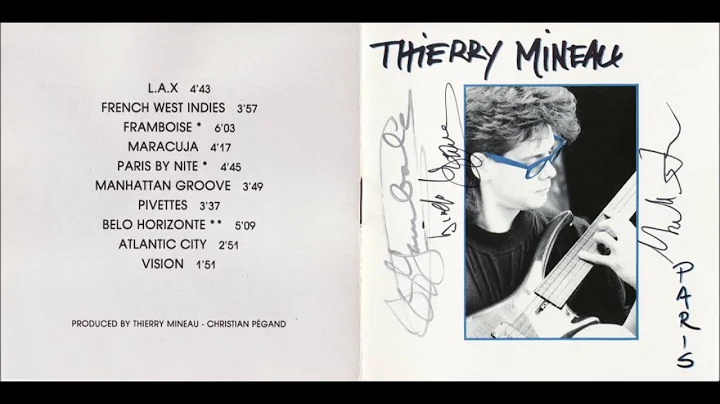 L.A.X 4'43
FRENCH WEST INDIES 3'57
FRAMBOISE * 6'03
MARACUJA 4'17
PARIS BY NITE * 4'45
MANHATTAN GROOVE 3'49
PIVETTES 3'37
BELO HORIZONTE ** 5'09
ATLANTIC CITY 2'51
VISION 1'51
PRODUCED BY THIERRY MINEAU - CHRISTIAN PÉGAND
THIERRY MINEAU
PARIS